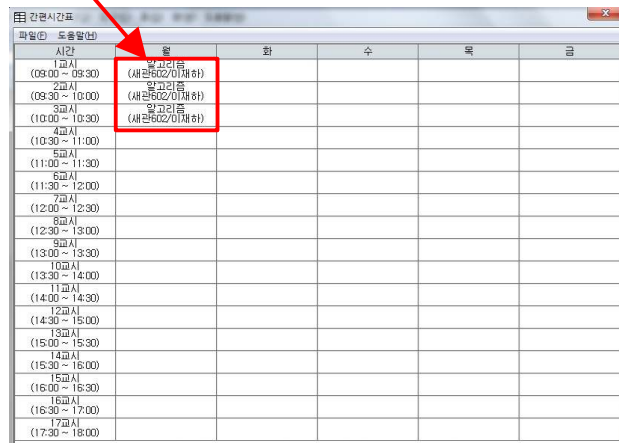 간편시간표
파일(F) 도움말(H)
시간 월 화 수 목 금
1교시 알고리즘
(09:00 ~ 09:30) (새관602/이재하)
2교시 알고리즘
(09:30 ~ 10:00) (새관602/이재하)
3교시 알고리즘
(10:00 ~ 10:30) (새관602/이재하)
4교시
(10:30 ~ 11:00)
5교시
(11:00 ~ 11:30)
6교시
(11:30 ~ 12:00)
7교시
(12:00 ~ 12:30)
8교시
(12:30 ~ 13:00)
9교시
(13:00 ~ 13:30)
10교시
(13:30 ~ 14:00)
11교시
(14:00 ~ 14:30)
12교시
(14:30 ~ 15:00)
13교시
(15:00 ~ 15:30)
14교시
(15:30 ~ 16:00)
15교시
(16:00 ~ 16:30)
16교시
(16:30 ~ 17:00)
17교시
(17:30 ~ 18:00)